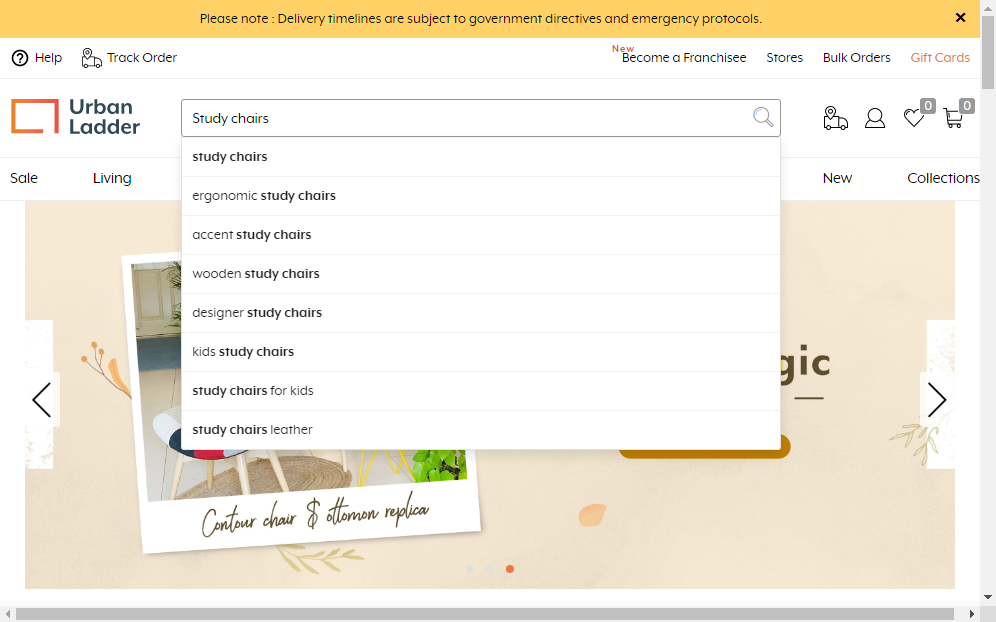 Please note : Delivery timelines are subject to government directives and emergency protocols.
Help
Track Order
New
Become a Franchisee
Stores
Bulk Orders
Gift Cards
Urban
Ladder
Study chairs
0
0
study chairs
ergonomic study chairs
accent study chairs
wooden study chairs
designer study chairs
kids study chairs
study chairs for kids
study chairs leather
Sale
Living
New
Collections
gic
Contour chair & ottomon replica